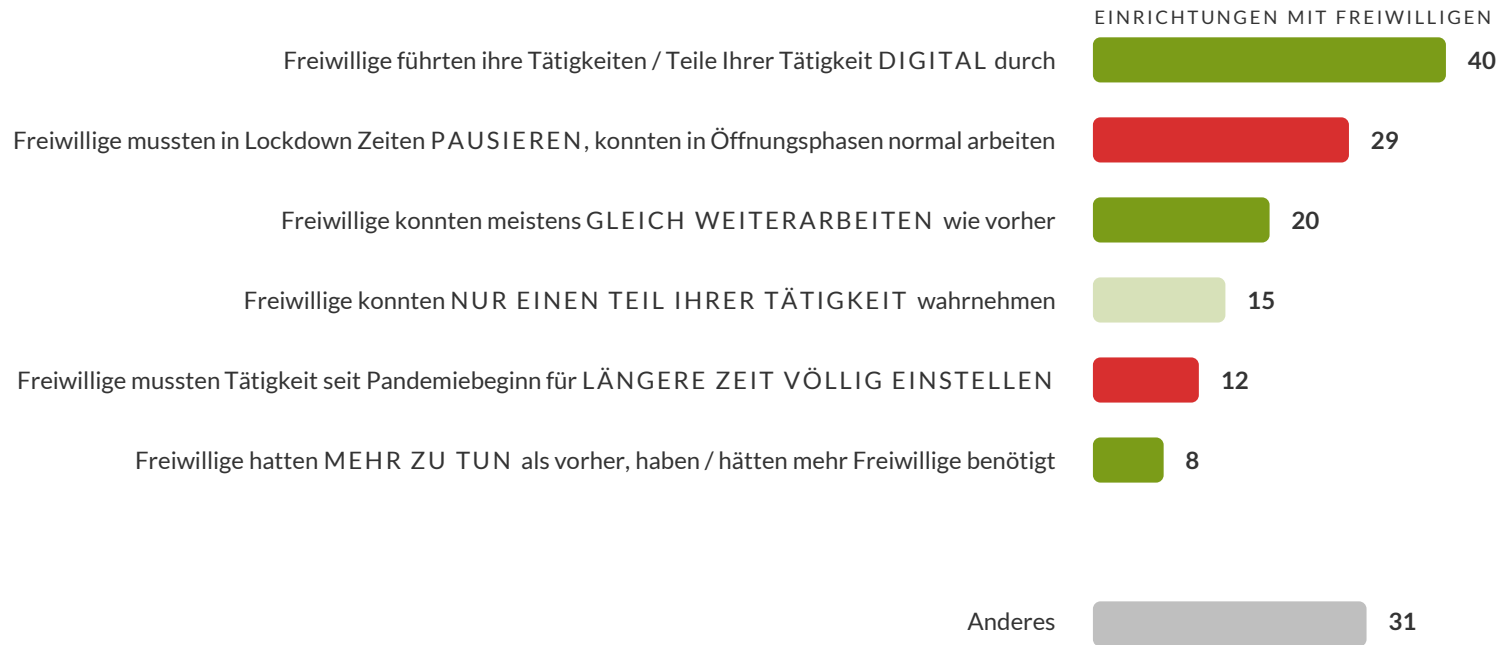 EINRICHTUNGEN MIT FREIWILLIGEN
Freiwillige führten ihre Tätigkeiten / Teile Ihrer Tätigkeit DIGITAL durch 40
Freiwillige mussten in Lockdown Zeiten PAUSIEREN, konnten in Öffnungsphasen normal arbeiten 29
Freiwillige konnten meistens GLEICH WEITERARBEITEN wie vorher 20
Freiwillige konnten NUR EINEN TEIL IHRER TÄTIGKEIT wahrnehmen 15
Freiwillige mussten Tätigkeit seit Pandemiebeginn für LÄNGERE ZEIT VÖLLIG EINSTELLEN 12
Freiwillige hatten MEHR ZU TUN als vorher, haben / hätten mehr Freiwillige benötigt 8
Anderes 31